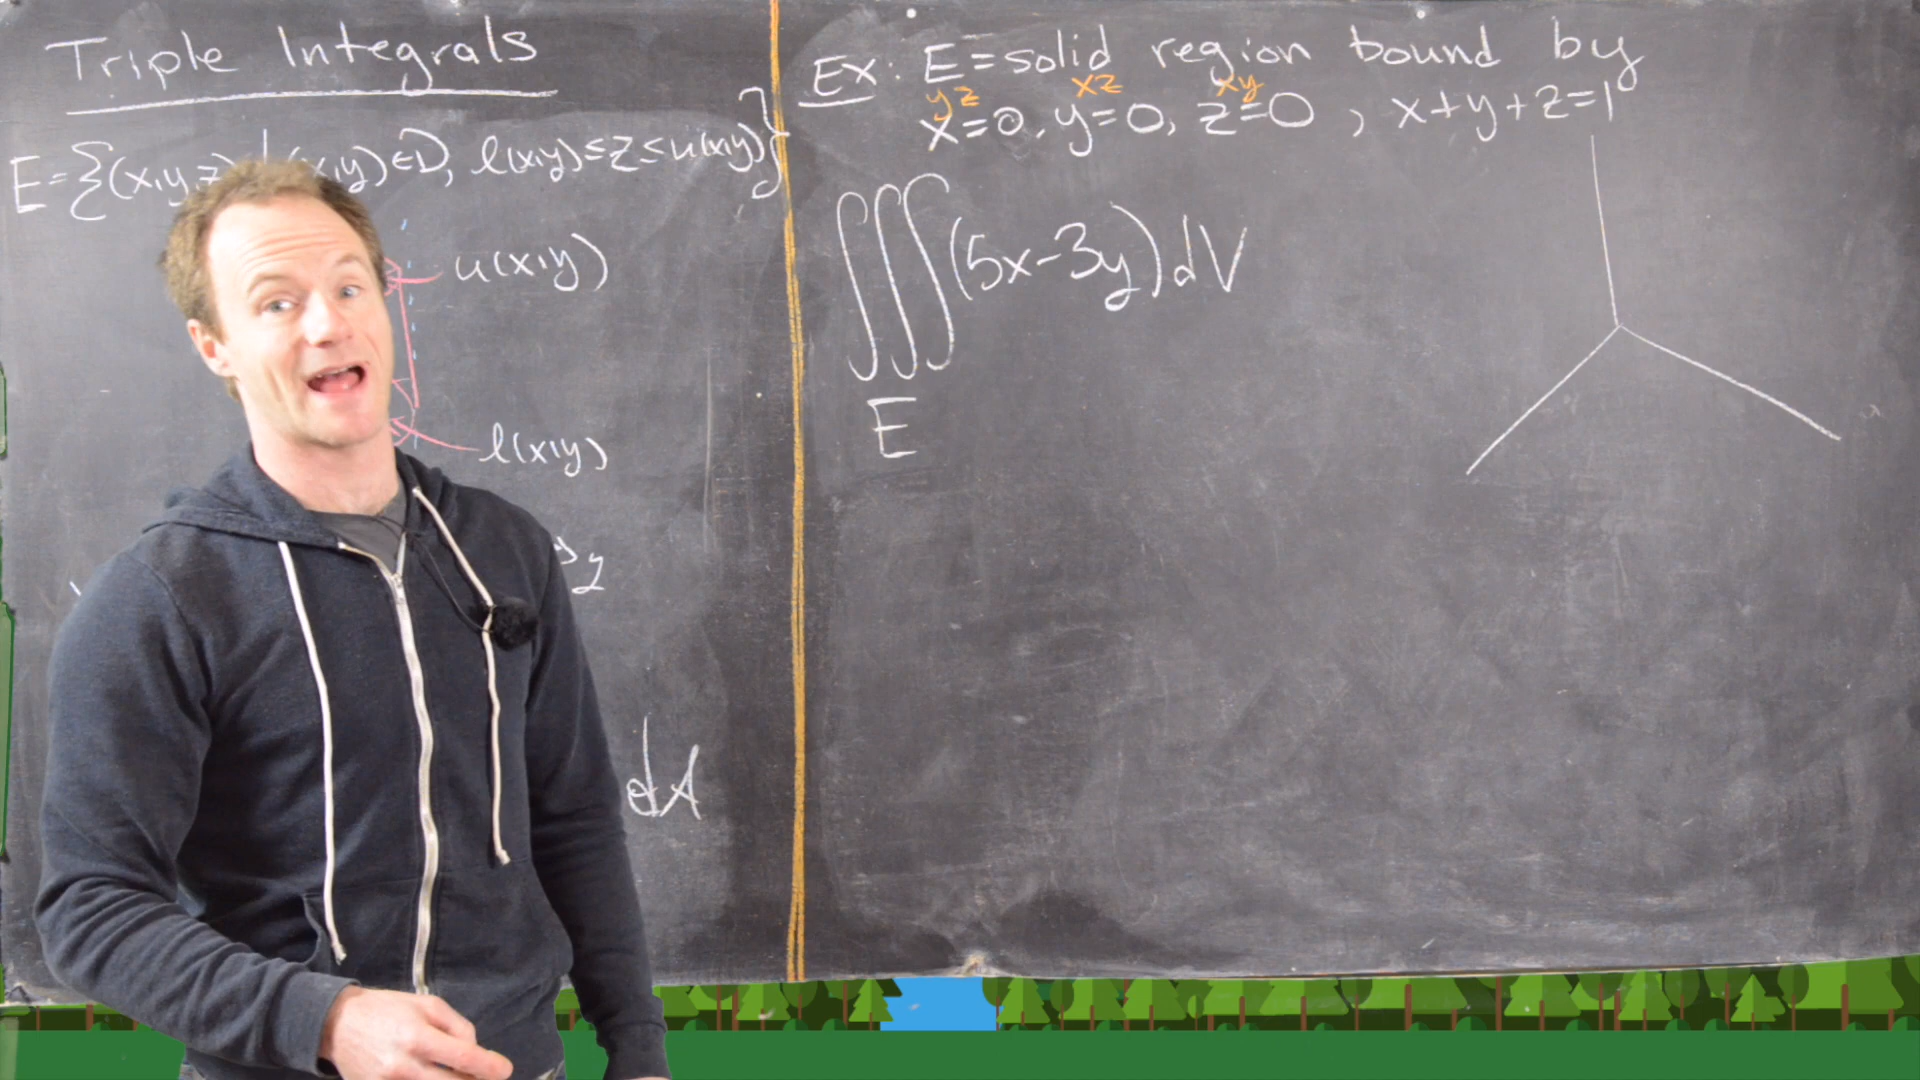 Triple Integrals
E={(x,y,z) | (x,y)∈D, l(x,y)≤z≤u(x,y)}
u(x,y)
l(x,y)
y
dA
Ex: E=solid region bound by
yz xz xy
x=0, y=0, z=0, x+y+z=1
∭(5x-3y)dV
E